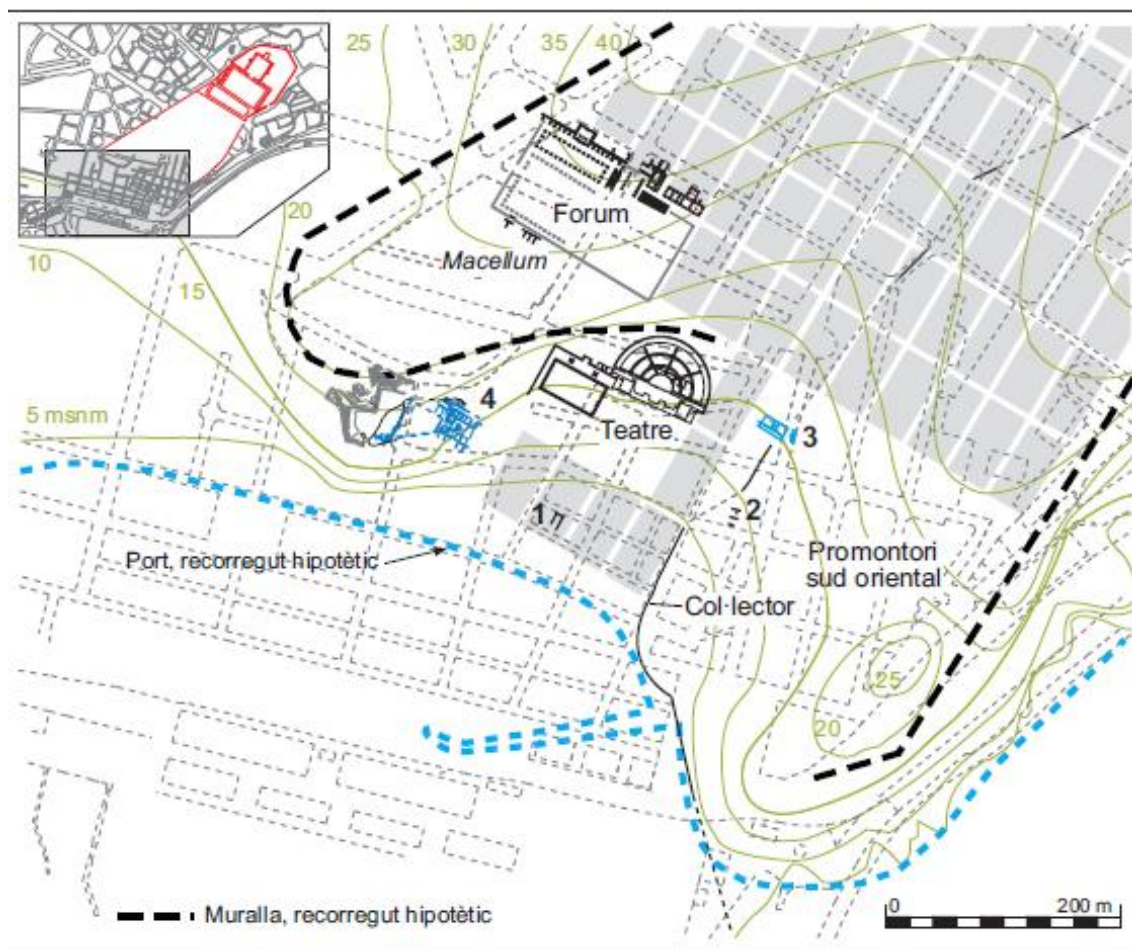 25
30
35
40
20
10
15
Forum
Macellum
5 msnm
4
Teatre
3
2
1
Port, recorregut hipotètic
Promontori
sud oriental
Col·lector
25
20
Muralla, recorregut hipotètic
0
200 m